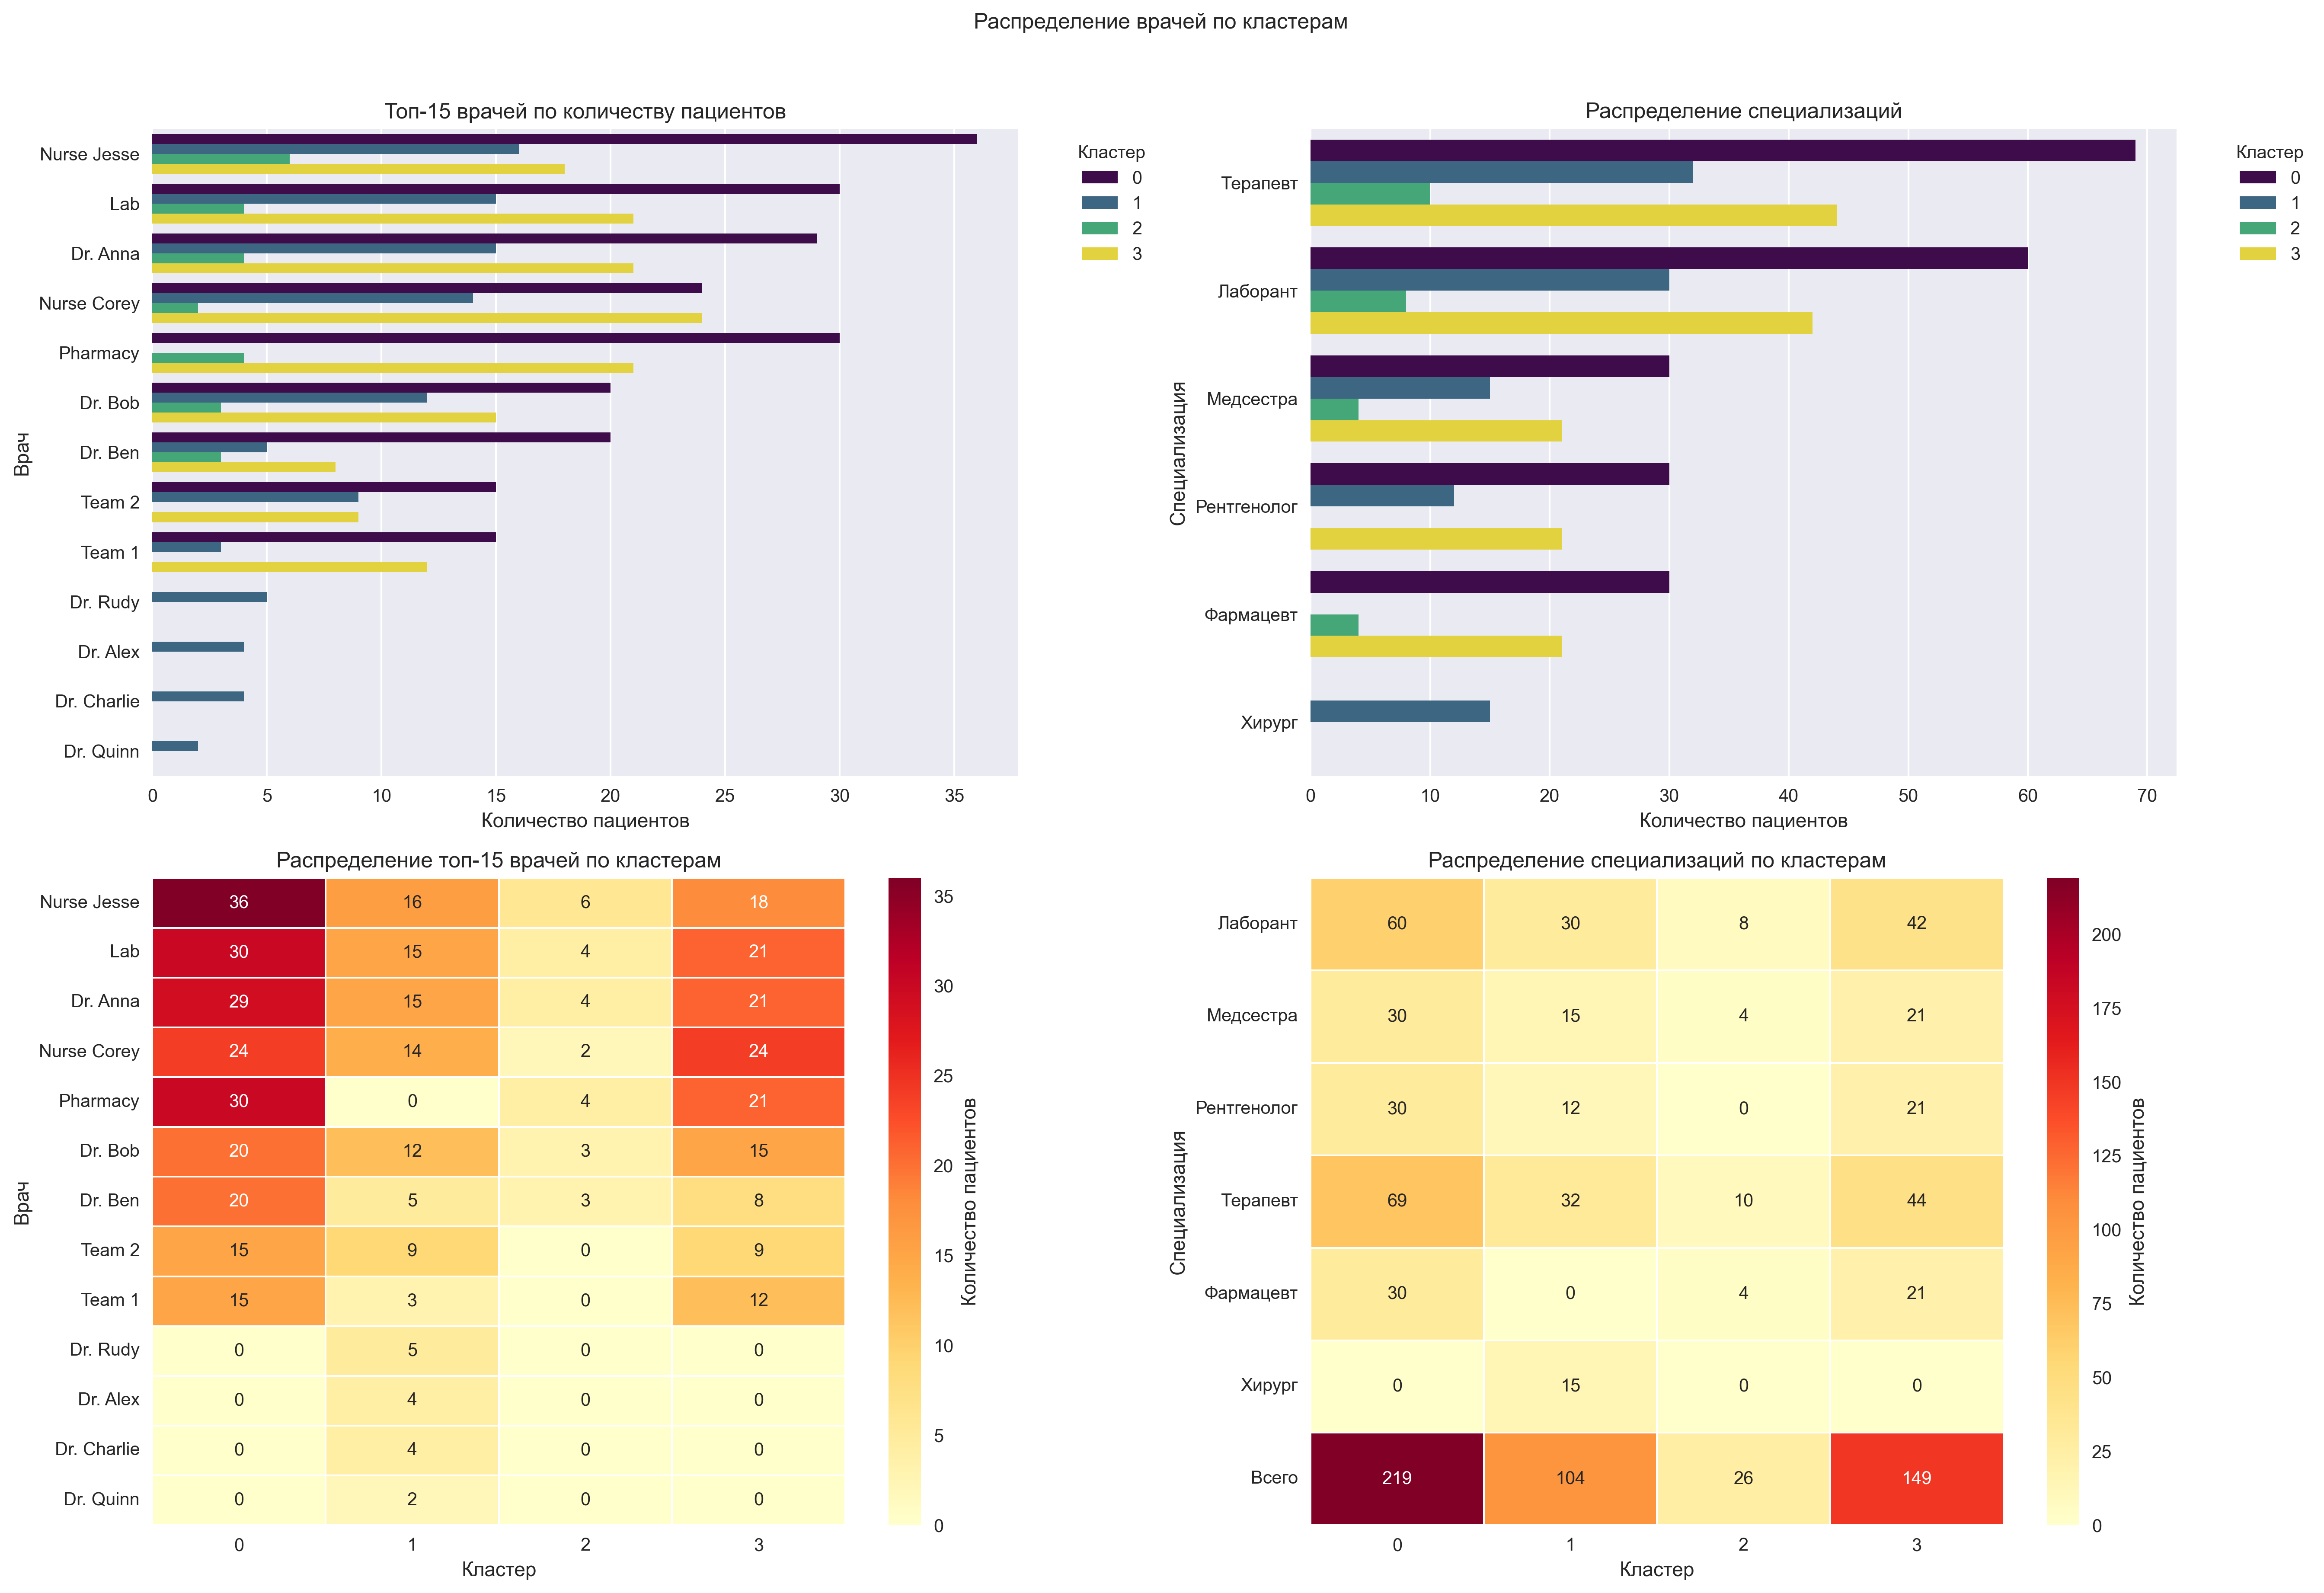 Распределение врачей по кластерам
Топ-15 врачей по количеству пациентов
Врач
Nurse Jesse
Lab
Dr. Anna
Nurse Corey
Pharmacy
Dr. Bob
Dr. Ben
Team 2
Team 1
Dr. Rudy
Dr. Alex
Dr. Charlie
Dr. Quinn
0 5 10 15 20 25 30 35
Количество пациентов
Кластер
0
1
2
3
Распределение специализаций
Специализация
Терапевт
Лаборант
Медсестра
Рентгенолог
Фармацевт
Хирург
0 10 20 30 40 50 60 70
Количество пациентов
Кластер
0
1
2
3
Распределение топ-15 врачей по кластерам
Врач
Nurse Jesse 36 16 6 18
Lab 30 15 4 21
Dr. Anna 29 15 4 21
Nurse Corey 24 14 2 24
Pharmacy 30 0 4 21
Dr. Bob 20 12 3 15
Dr. Ben 20 5 3 8
Team 2 15 9 0 9
Team 1 15 3 0 12
Dr. Rudy 0 5 0 0
Dr. Alex 0 4 0 0
Dr. Charlie 0 4 0 0
Dr. Quinn 0 2 0 0
0 1 2 3
Кластер
35
30
25
20
15
10
5
0
Количество пациентов
Распределение специализаций по кластерам
Специализация
Лаборант 60 30 8 42
Медсестра 30 15 4 21
Рентгенолог 30 12 0 21
Терапевт 69 32 10 44
Фармацевт 30 0 4 21
Хирург 0 15 0 0
Всего 219 104 26 149
0 1 2 3
Кластер
200
175
150
125
100
75
50
25
0
Количество пациентов